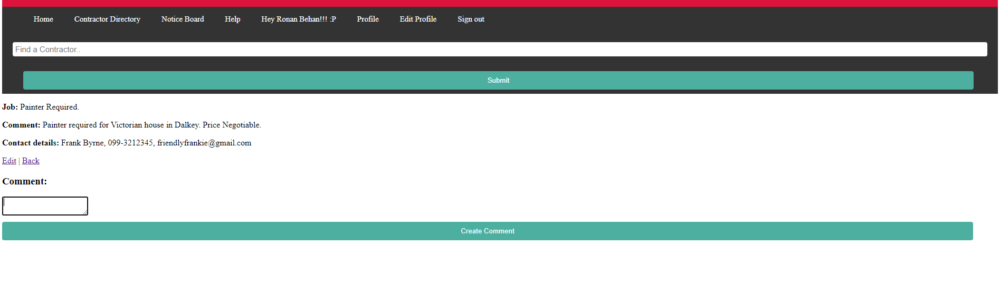 Home Contractor Directory Notice Board Help Hey Ronan Behan!!! :P Profile Edit Profile Sign out
Find a Contractor..
Submit
Job: Painter Required.
Comment: Painter required for Victorian house in Dalkey. Price Negotiable.
Contact details: Frank Byrne, 099-3212345, friendlyfrankie@gmail.com
Edit | Back
Comment:
Create Comment